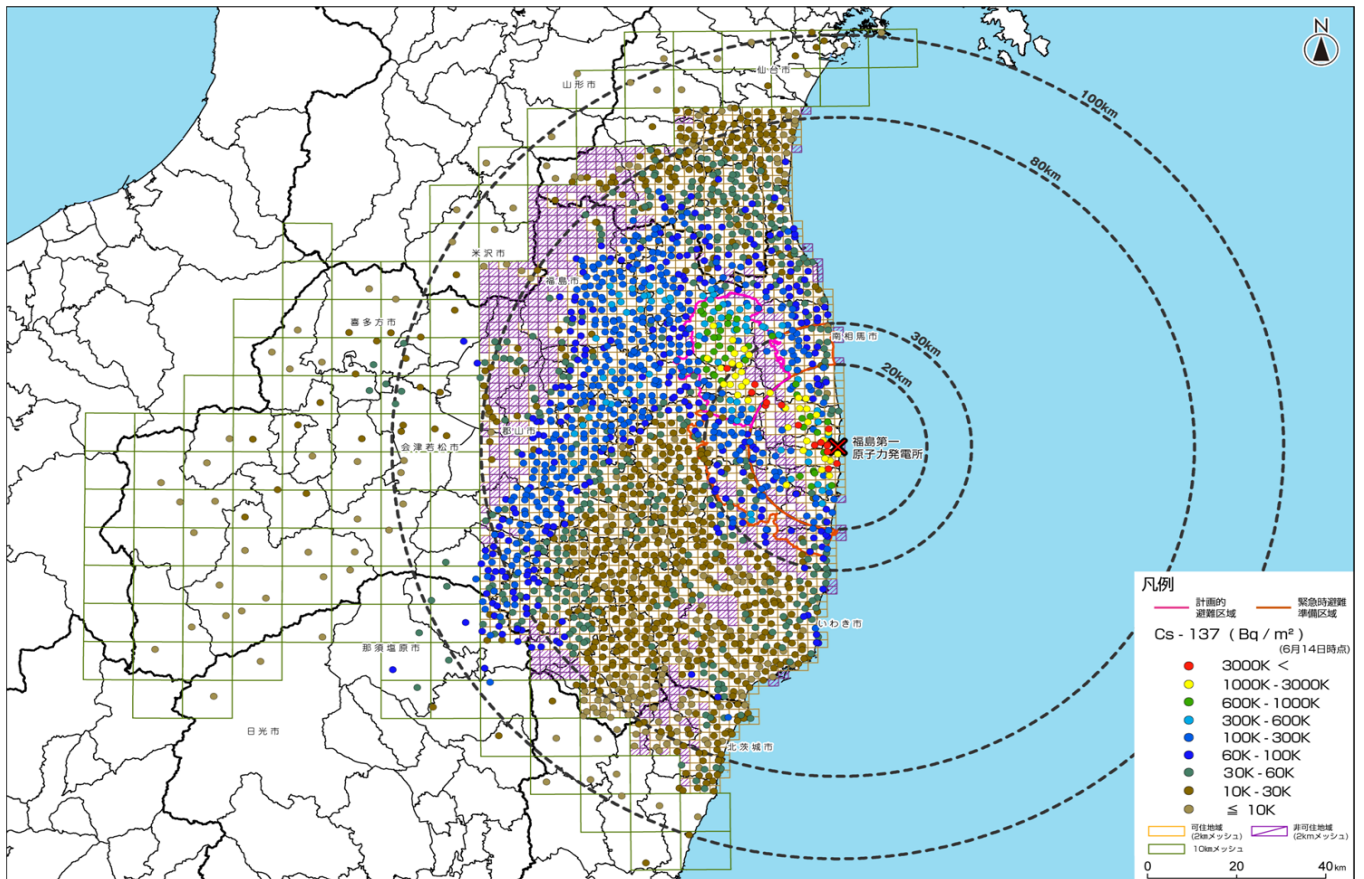 N
仙台市
山形市
100km
80km
米沢市
福島市
喜多方市
南相馬市
30km
20km
郡山市
会津若松市
福島第一
原子力発電所
いわき市
那須塩原市
日光市
北茨城市
凡例
計画的
避難区域
緊急時避難
準備区域
Cs - 137 ( Bq / m² )
(6月14日時点)
3000K <
1000K - 3000K
600K - 1000K
300K - 600K
100K - 300K
60K - 100K
30K - 60K
10K - 30K
≦ 10K
可住地域
(2kmメッシュ)
非可住地域
(2kmメッシュ)
10kmメッシュ
0 20 40km